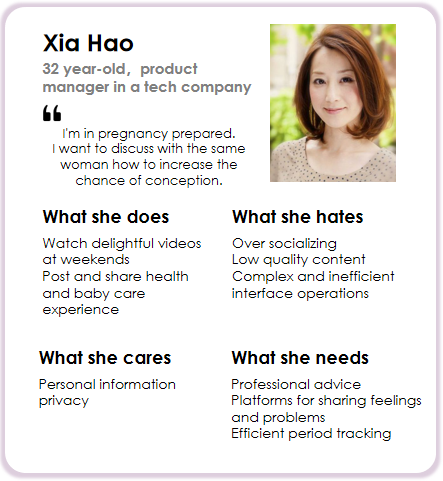 Xia Hao
32 year-old, product
manager in a tech company
“
I'm in pregnancy prepared.
I want to discuss with the same
woman how to increase the
chance of conception.
What she does
Watch delightful videos
at weekends
Post and share health
and baby care
experience
What she hates
Over socializing
Low quality content
Complex and inefficient
interface operations
What she cares
Personal information
privacy
What she needs
Professional advice
Platforms for sharing feelings
and problems
Efficient period tracking